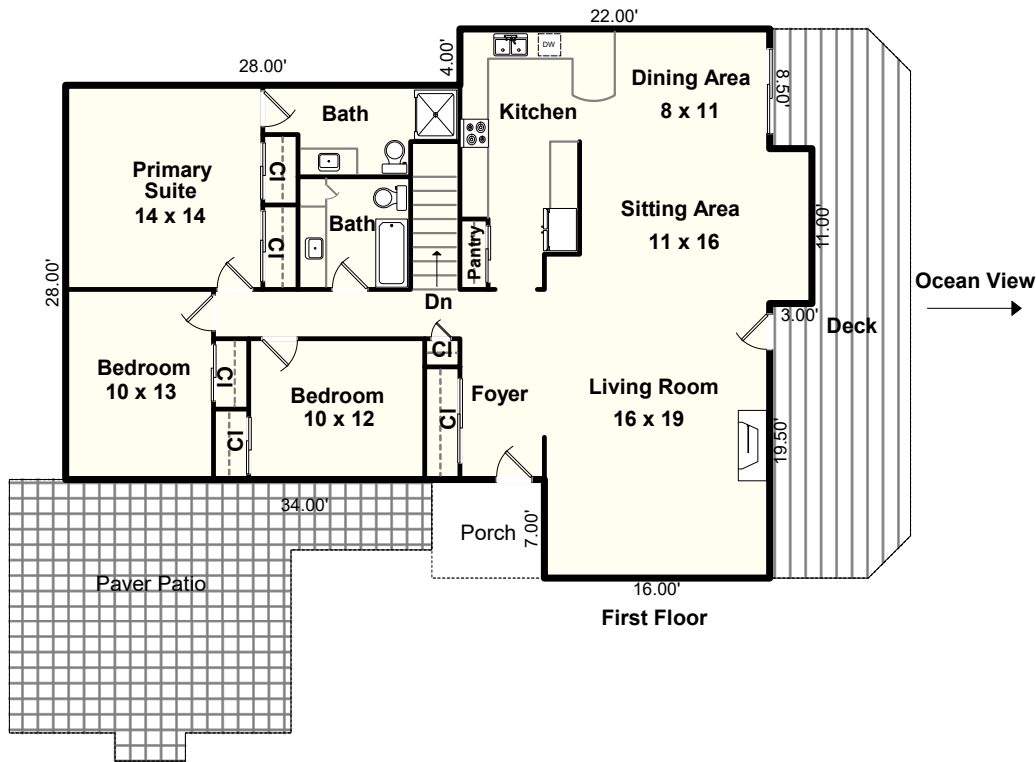 22.00'
28.00'
4.00'
DW
Dining Area
8 x 11
8.50'
Bath
Kitchen
Primary
Suite
14 x 14
Cl
Cl
Bath
Sitting Area
11 x 16
11.00'
Pantry
Ocean View
28.00'
Dn
3.00'
Deck
Cl
Bedroom
10 x 13
Cl
Bedroom
10 x 12
Foyer
Living Room
16 x 19
Cl
Cl
19.50'
34.00'
Porch
7.00'
Paver Patio
16.00'
First Floor